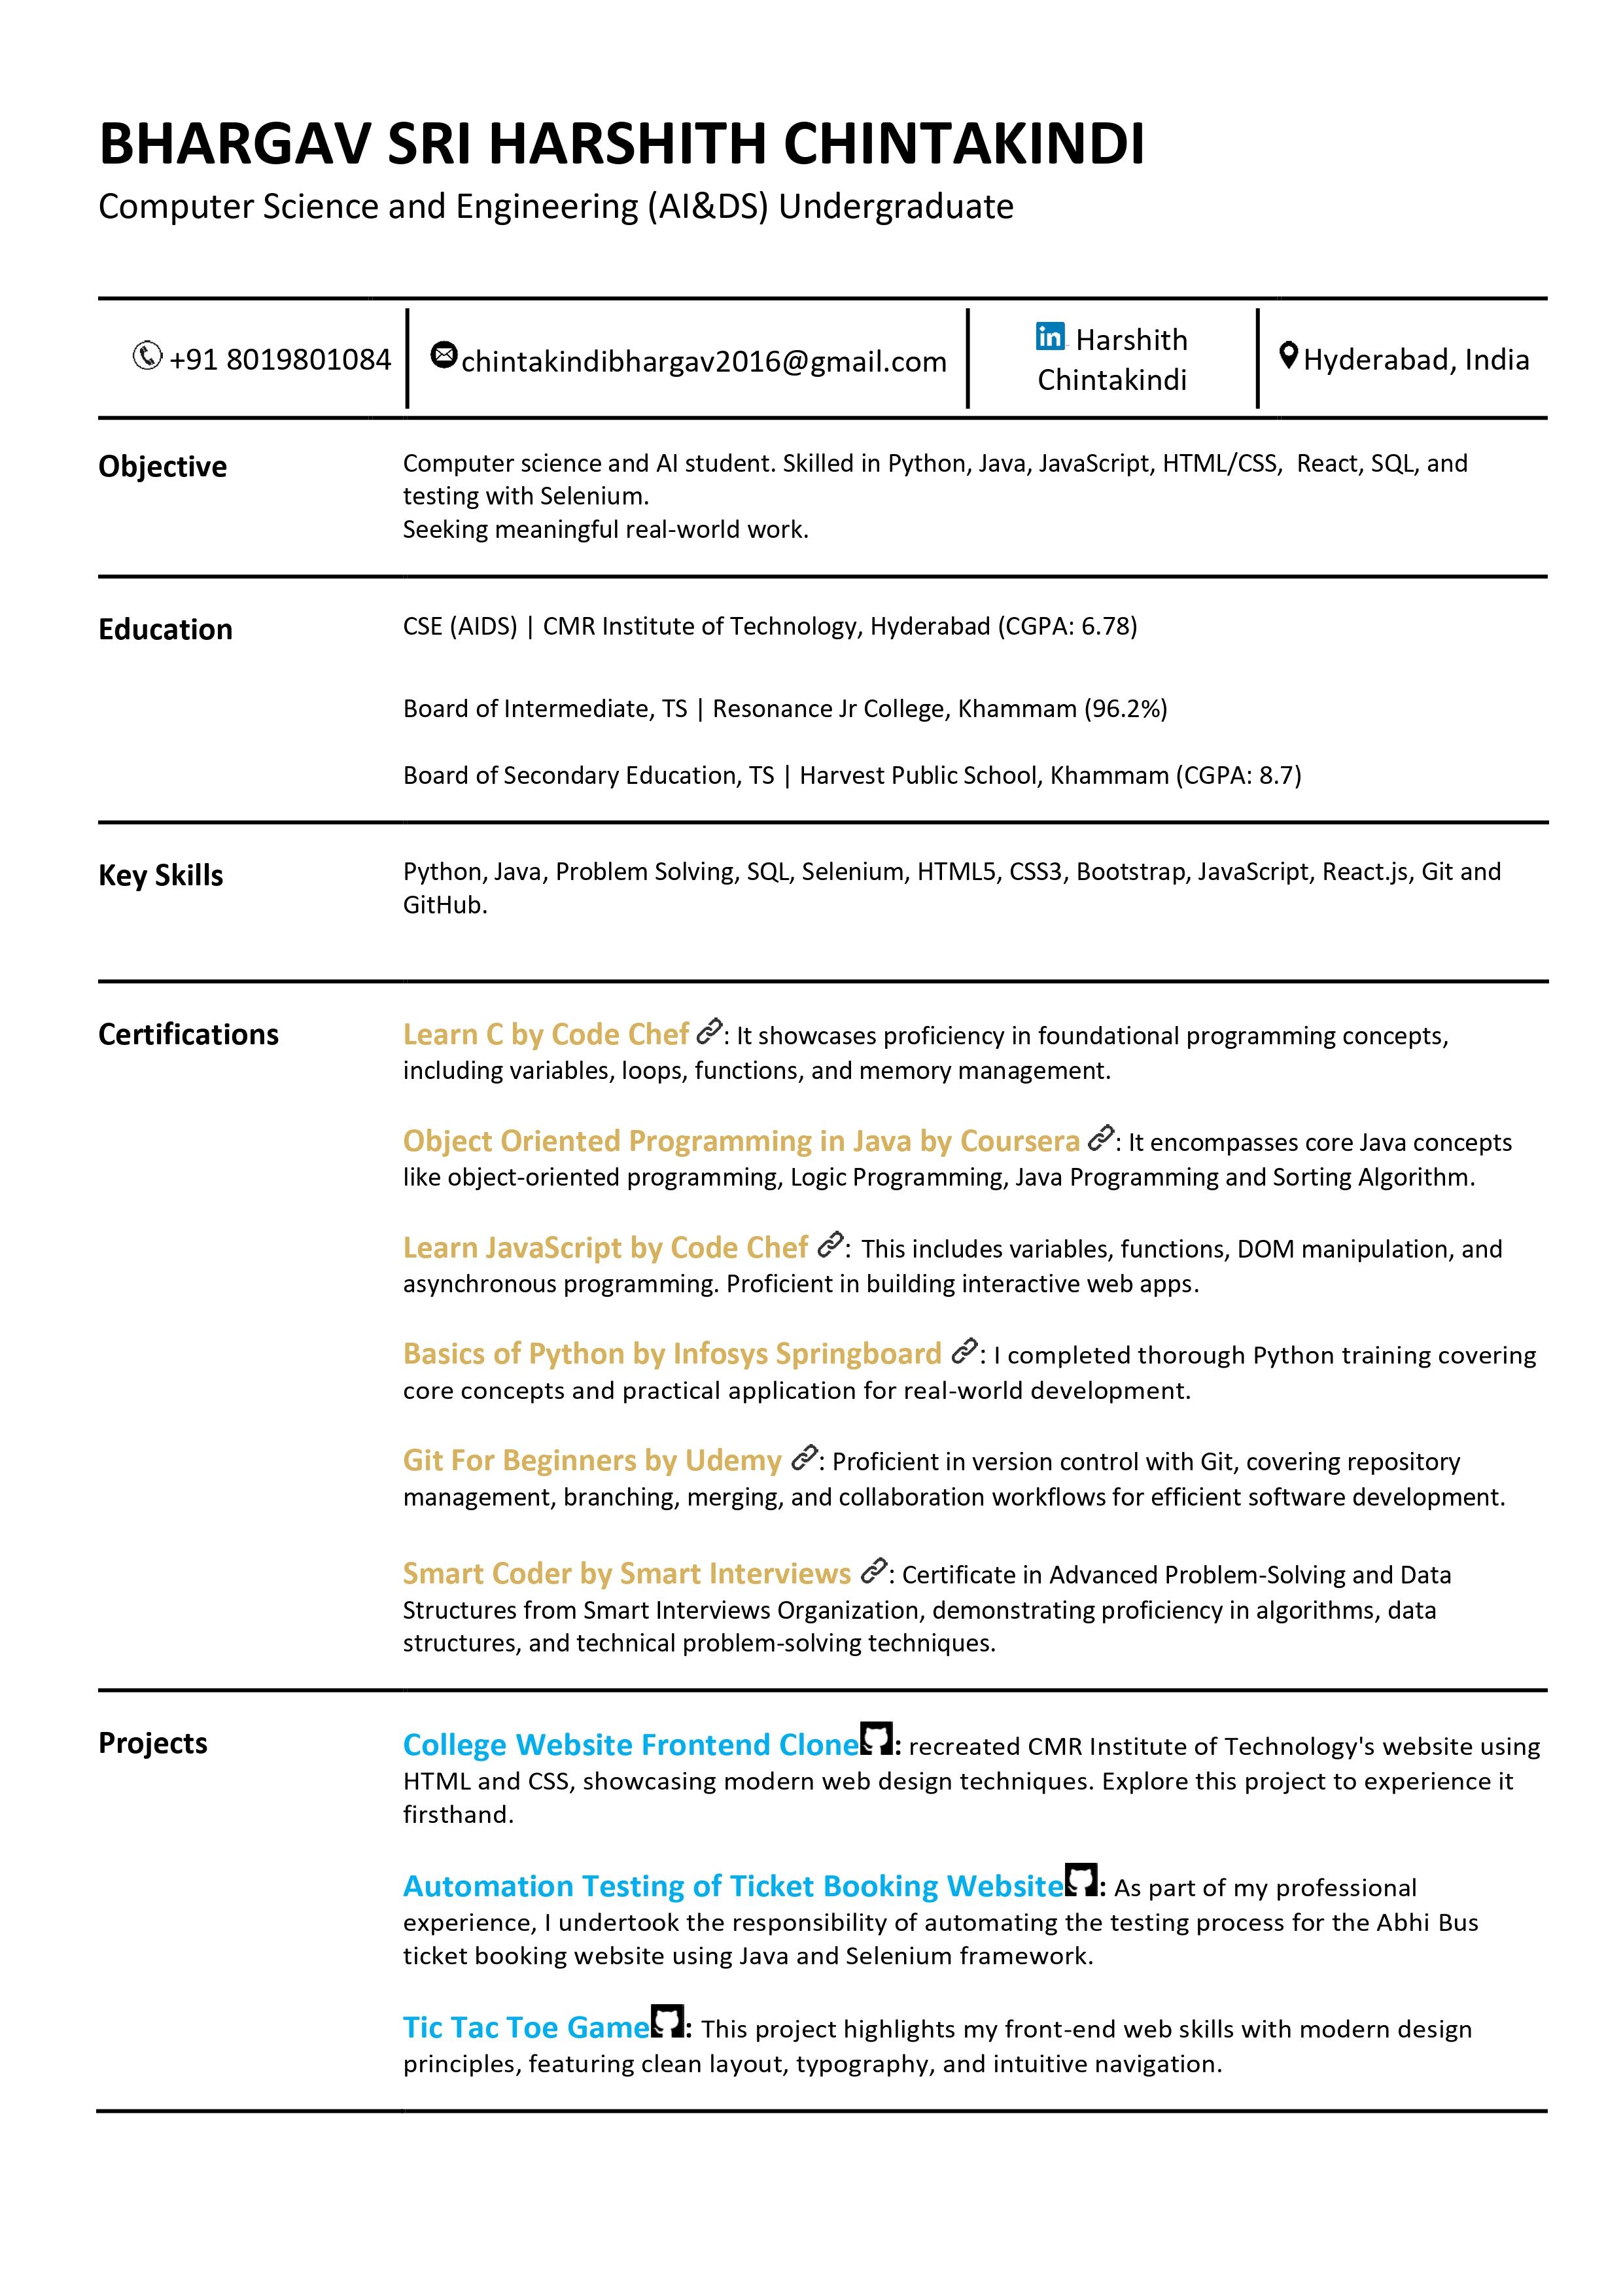 BHARGAV SRI HARSHITH CHINTAKINDI
Computer Science and Engineering (AI&DS) Undergraduate
+91 8019801084
chintakindibhargav2016@gmail.com
in Harshith
Chintakindi
Hyderabad, India
Objective
Computer science and AI student. Skilled in Python, Java, JavaScript, HTML/CSS,  React, SQL, and
testing with Selenium.
Seeking meaningful real-world work.
Education
CSE (AIDS) | CMR Institute of Technology, Hyderabad (CGPA: 6.78)
Board of Intermediate, TS | Resonance Jr College, Khammam (96.2%)
Board of Secondary Education, TS | Harvest Public School, Khammam (CGPA: 8.7)
Key Skills
Python, Java, Problem Solving, SQL, Selenium, HTML5, CSS3, Bootstrap, JavaScript, React.js, Git and
GitHub.
Certifications
Learn C by Code Chef : It showcases proficiency in foundational programming concepts,
including variables, loops, functions, and memory management.
Object Oriented Programming in Java by Coursera : It encompasses core Java concepts
like object-oriented programming, Logic Programming, Java Programming and Sorting Algorithm.
Learn JavaScript by Code Chef : This includes variables, functions, DOM manipulation, and
asynchronous programming. Proficient in building interactive web apps.
Basics of Python by Infosys Springboard : I completed thorough Python training covering
core concepts and practical application for real-world development.
Git For Beginners by Udemy : Proficient in version control with Git, covering repository
management, branching, merging, and collaboration workflows for efficient software development.
Smart Coder by Smart Interviews : Certificate in Advanced Problem-Solving and Data
Structures from Smart Interviews Organization, demonstrating proficiency in algorithms, data
structures, and technical problem-solving techniques.
Projects
College Website Frontend Clone : recreated CMR Institute of Technology's website using
HTML and CSS, showcasing modern web design techniques. Explore this project to experience it
firsthand.
Automation Testing of Ticket Booking Website : As part of my professional
experience, I undertook the responsibility of automating the testing process for the Abhi Bus
ticket booking website using Java and Selenium framework.
Tic Tac Toe Game : This project highlights my front-end web skills with modern design
principles, featuring clean layout, typography, and intuitive navigation.